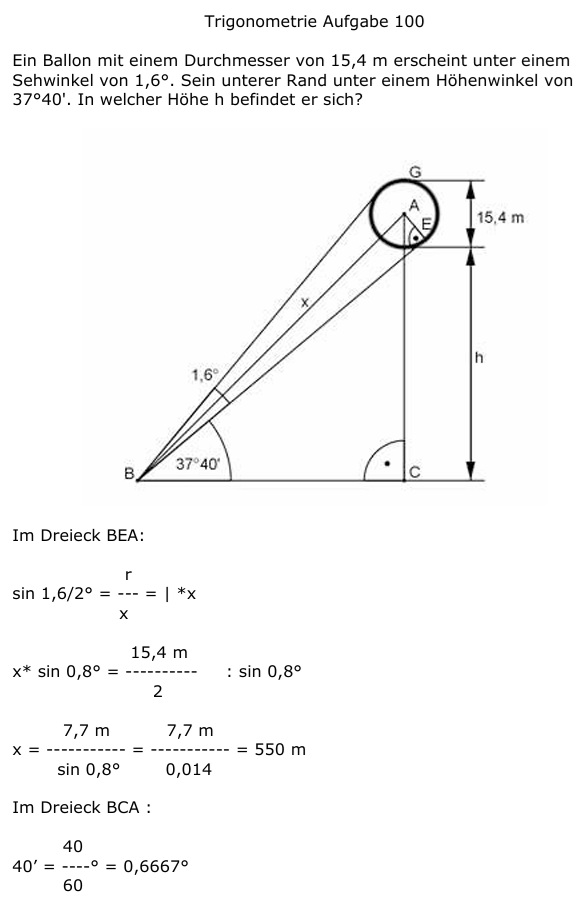 Trigonometrie Aufgabe 100
Ein Ballon mit einem Durchmesser von 15,4 m erscheint unter einem
Sehwinkel von 1,6°. Sein unterer Rand unter einem Höhenwinkel von
37°40'. In welcher Höhe h befindet er sich?
G
A
E
15,4 m
x
h
1,6°
B
37°40'
C
Im Dreieck BEA:
r
sin 1,6/2° = --- = | *x
x
15,4 m
x* sin 0,8° = ---------- : sin 0,8°
2
7,7 m 7,7 m
x = ----------- = ----------- = 550 m
sin 0,8° 0,014
Im Dreieck BCA :
40
40’ = ----° = 0,6667°
60